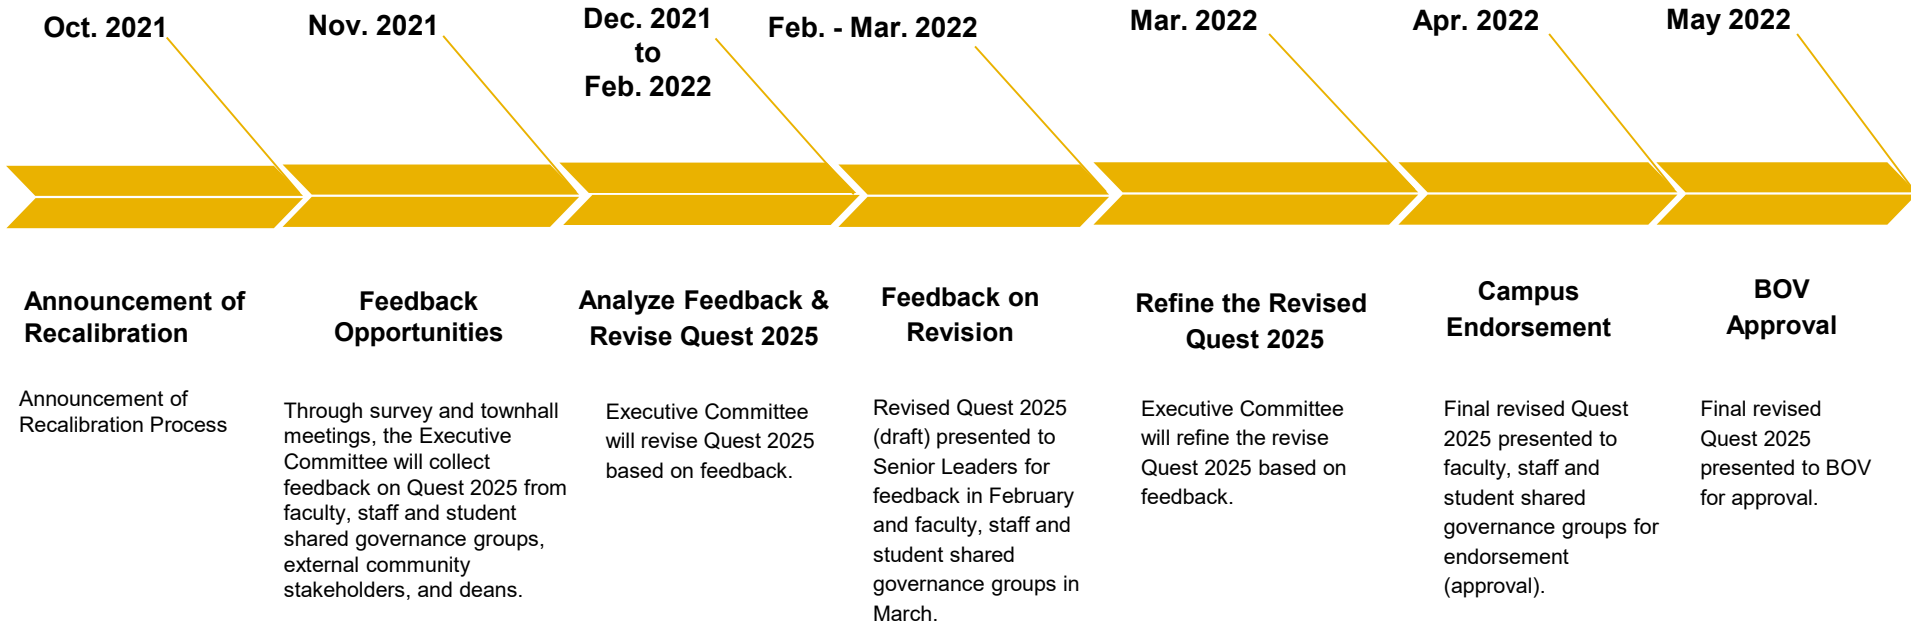 Oct. 2021
Nov. 2021
Dec. 2021
to
Feb. 2022
Feb. - Mar. 2022
Mar. 2022
Apr. 2022
May 2022
Announcement of
Recalibration
Announcement of
Recalibration Process
Feedback
Opportunities
Through survey and townhall
meetings, the Executive
Committee will collect
feedback on Quest 2025 from
faculty, staff and student
shared governance groups,
external community
stakeholders, and deans.
Analyze Feedback &
Revise Quest 2025
Executive Committee
will revise Quest 2025
based on feedback.
Feedback on
Revision
Revised Quest 2025
(draft) presented to
Senior Leaders for
feedback in February
and faculty, staff and
student shared
governance groups in
March.
Refine the Revised
Quest 2025
Executive Committee
will refine the revise
Quest 2025 based on
feedback.
Campus
Endorsement
Final revised Quest
2025 presented to
faculty, staff and
student shared
governance groups for
endorsement
(approval).
BOV
Approval
Final revised
Quest 2025
presented to BOV
for approval.